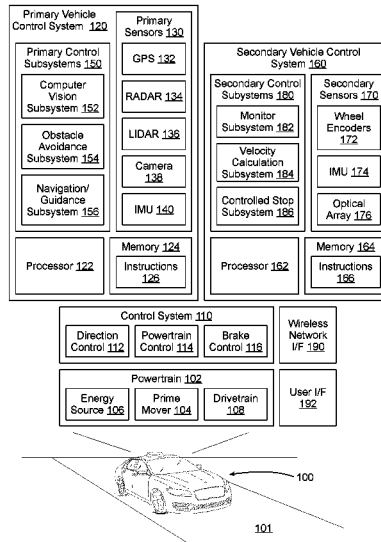 Primary Vehicle
Control System 120
Primary Control
Subsystems 150
Computer
Vision
Subsystem
152
Obstacle
Avoidance
Subsystem
154
Navigation/
Guidance
Subsystem 156
Primary
Sensors 130
GPS 132
RADAR 134
LIDAR 136
Camera
138
IMU 140
Processor 122
Memory 124
Instructions
126
Secondary Vehicle Control
System 160
Secondary Control
Subystems 180
Monitor
Subsystem 182
Velocity
Calculation
Subsystem
184
Controlled Stop
Subsystem
186
Secondary
Sensors 170
Wheel
Encoders
172
IMU 174
Optical
Array 176
Processor 162
Memory 164
Instructions
166
Control System 110
Direction
Control 112
Powertrain
Control 114
Brake
Control 116
Wireless
Network
I/F 190
Powertrain 102
Energy
Source 106
Prime
Mover 104
Drivetrain
108
User I/F
192
100
101